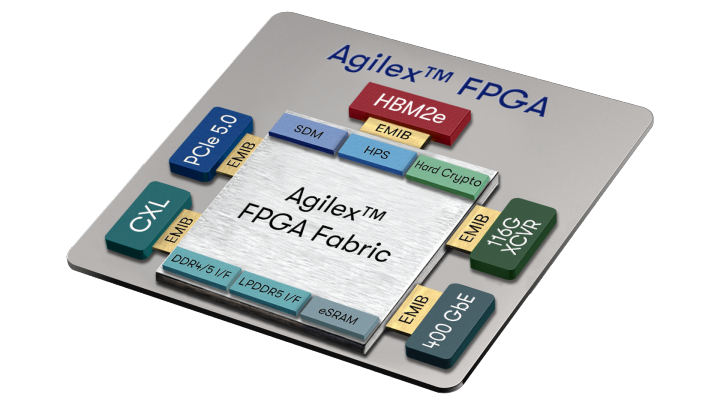 Agilex™ FPGA
HBM2e
EMIB
SDM
HPS
Hard Crypto
PCIe 5.0
EMIB
CXL
EMIB
Agilex™
FPGA Fabric
EMIB
116G
XCVR
DDR4/5 I/F
LPDDR5 I/F
eSRAM
EMIB
400 GbE